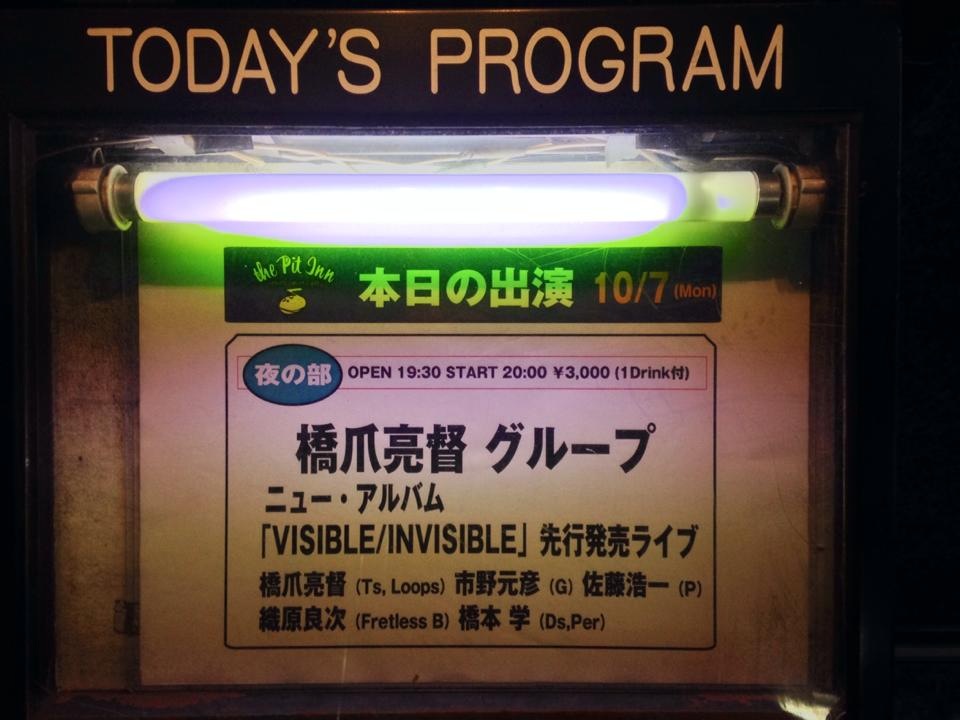 TODAY'S PROGRAM
the Pit Inn 本日の出演 10/7 (Mon)
夜の部 OPEN 19:30 START 20:00 ¥3,000 (1Drink付)
橋爪亮督 グループ
ニュー・アルバム
「VISIBLE/INVISIBLE」先行発売ライブ
橋爪亮督 (Ts, Loops) 市野元彦 (G) 佐藤浩一 (P)
織原良次 (Fretless B) 橋本 学 (Ds,Per)